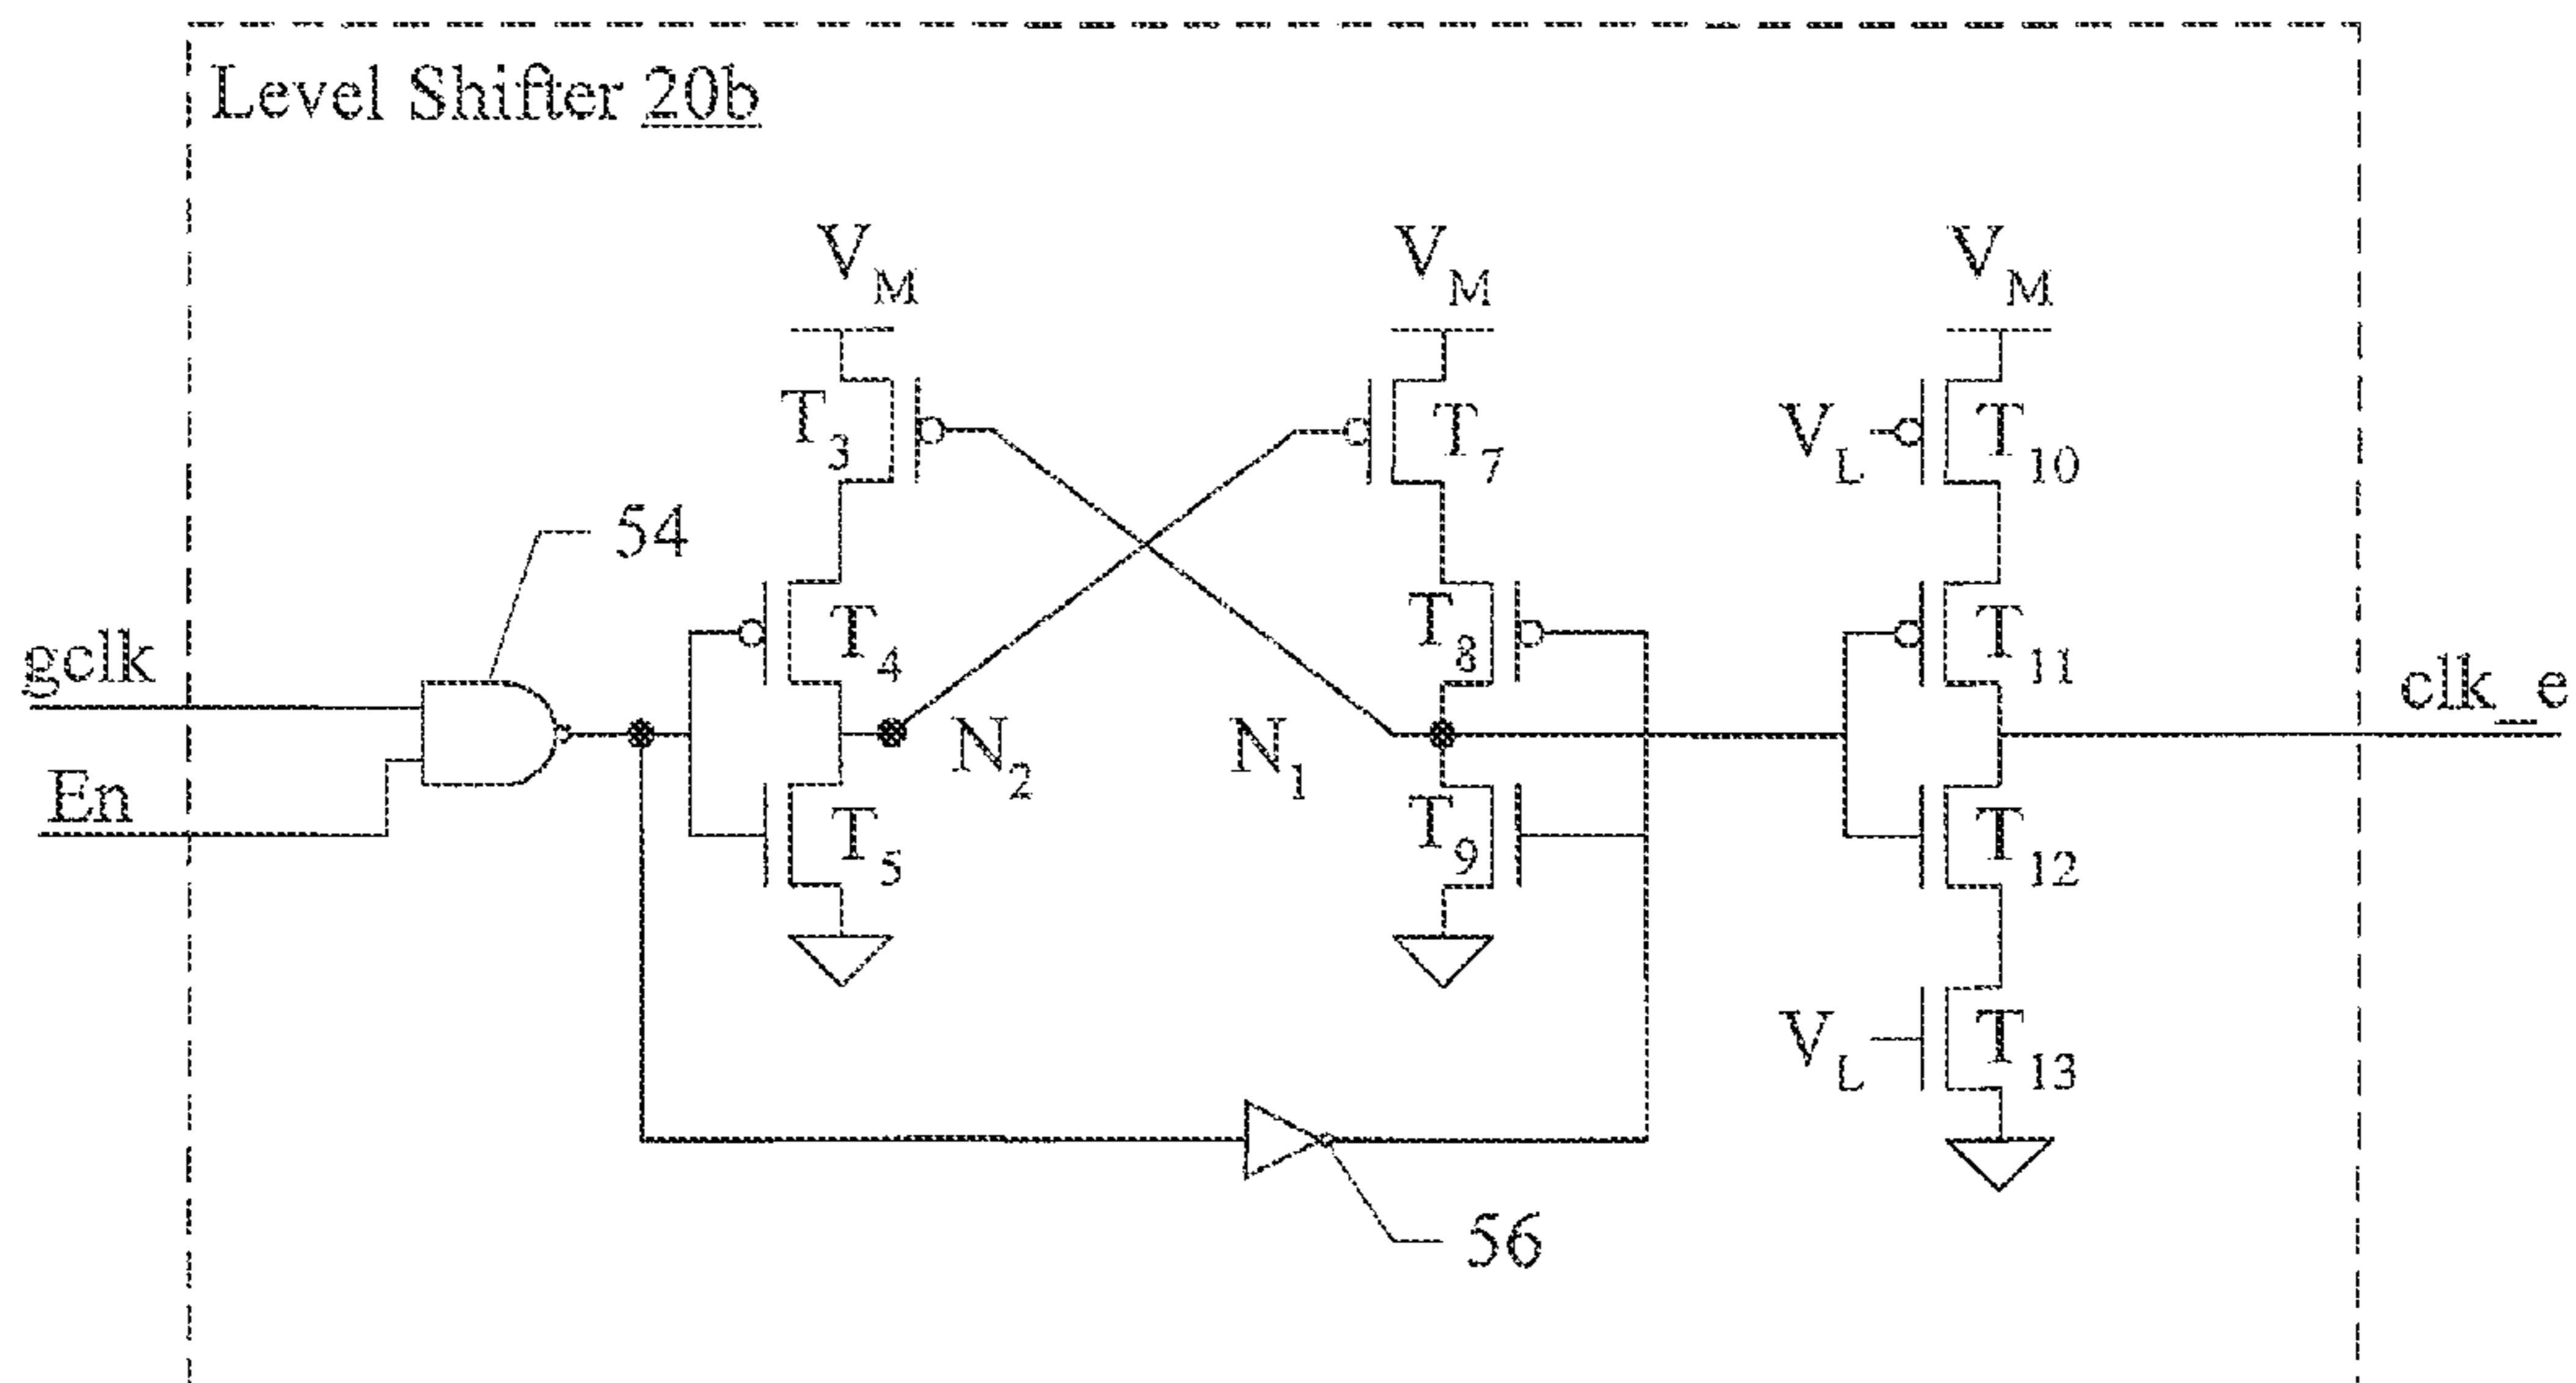 Level Shifter 20b
V_M V_M V_M
T_3 T_7 V_L T_10
54
T_4 T_8 T_11
gclk clk_e
N_2 N_1
En T_5 T_9 T_12
V_L T_13
56